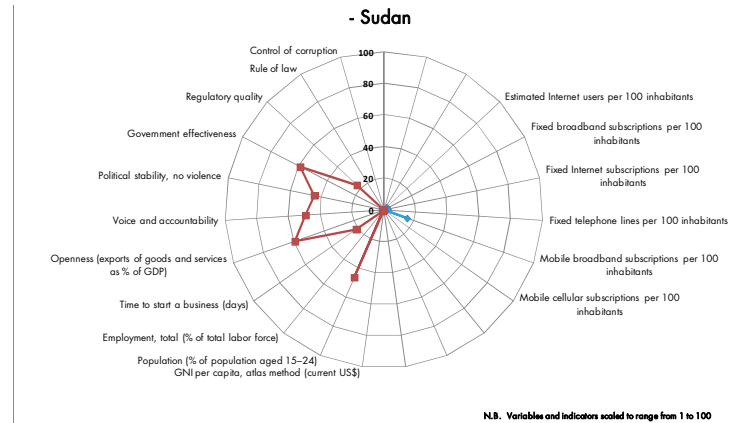 - Sudan
Control of corruption
Rule of law
Regulatory quality
Government effectiveness
Political stability, no violence
Voice and accountability
Openness (exports of goods and services
as % of GDP)
Time to start a business (days)
Employment, total (% of total labor force)
Population (% of population aged 15–24)
GNI per capita, atlas method (current US$)
100
80
60
40
20
0
Estimated Internet users per 100 inhabitants
Fixed broadband subscriptions per 100
inhabitants
Fixed Internet subscriptions per 100
inhabitants
Fixed telephone lines per 100 inhabitants
Mobile broadband subscriptions per 100
inhabitants
Mobile cellular subscriptions per 100
inhabitants
N.B. Variables and indicators scaled to range from 1 to 100